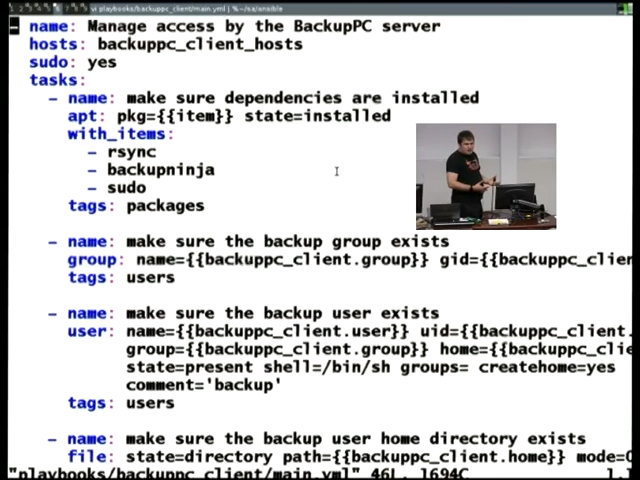 vi playbooks/backuppc_client/main.yml | %~/sa/ansible
- name: Manage access by the BackupPC server
hosts: backuppc_client_hosts
sudo: yes
tasks:
- name: make sure dependencies are installed
apt: pkg={{item}} state=installed
with_items:
- rsync
- backupninja
- sudo
tags: packages
- name: make sure the backup group exists
group: name={{backuppc_client.group}} gid={{backuppc_clien
tags: users
- name: make sure the backup user exists
user: name={{backuppc_client.user}} uid={{backuppc_client.
group={{backuppc_client.group}} home={{backuppc_clie
state=present shell=/bin/sh groups= createhome=yes
comment='backup'
tags: users
- name: make sure the backup user home directory exists
file: state=directory path={{backuppc_client.home}} mode=0
"playbooks/backuppc_client/main.yml" 46L, 1694C